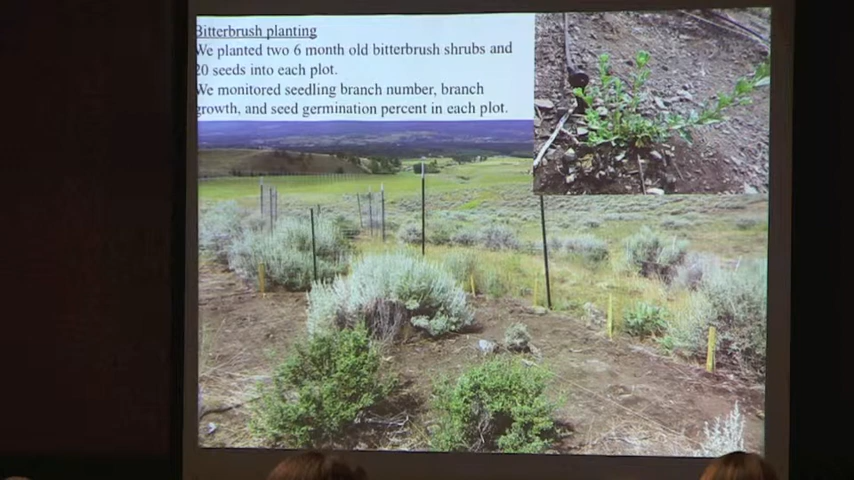 Bitterbrush planting
We planted two 6 month old bitterbrush shrubs and
20 seeds into each plot.
We monitored seedling branch number, branch
growth, and seed germination percent in each plot.